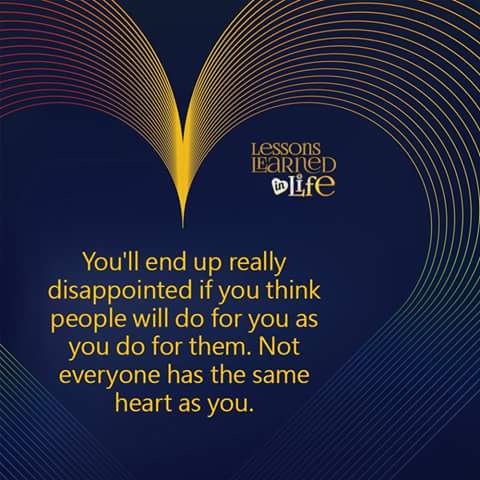 LESSONS
LEARNED
in LIfe
You'll end up really
disappointed if you think
people will do for you as
you do for them. Not
everyone has the same
heart as you.